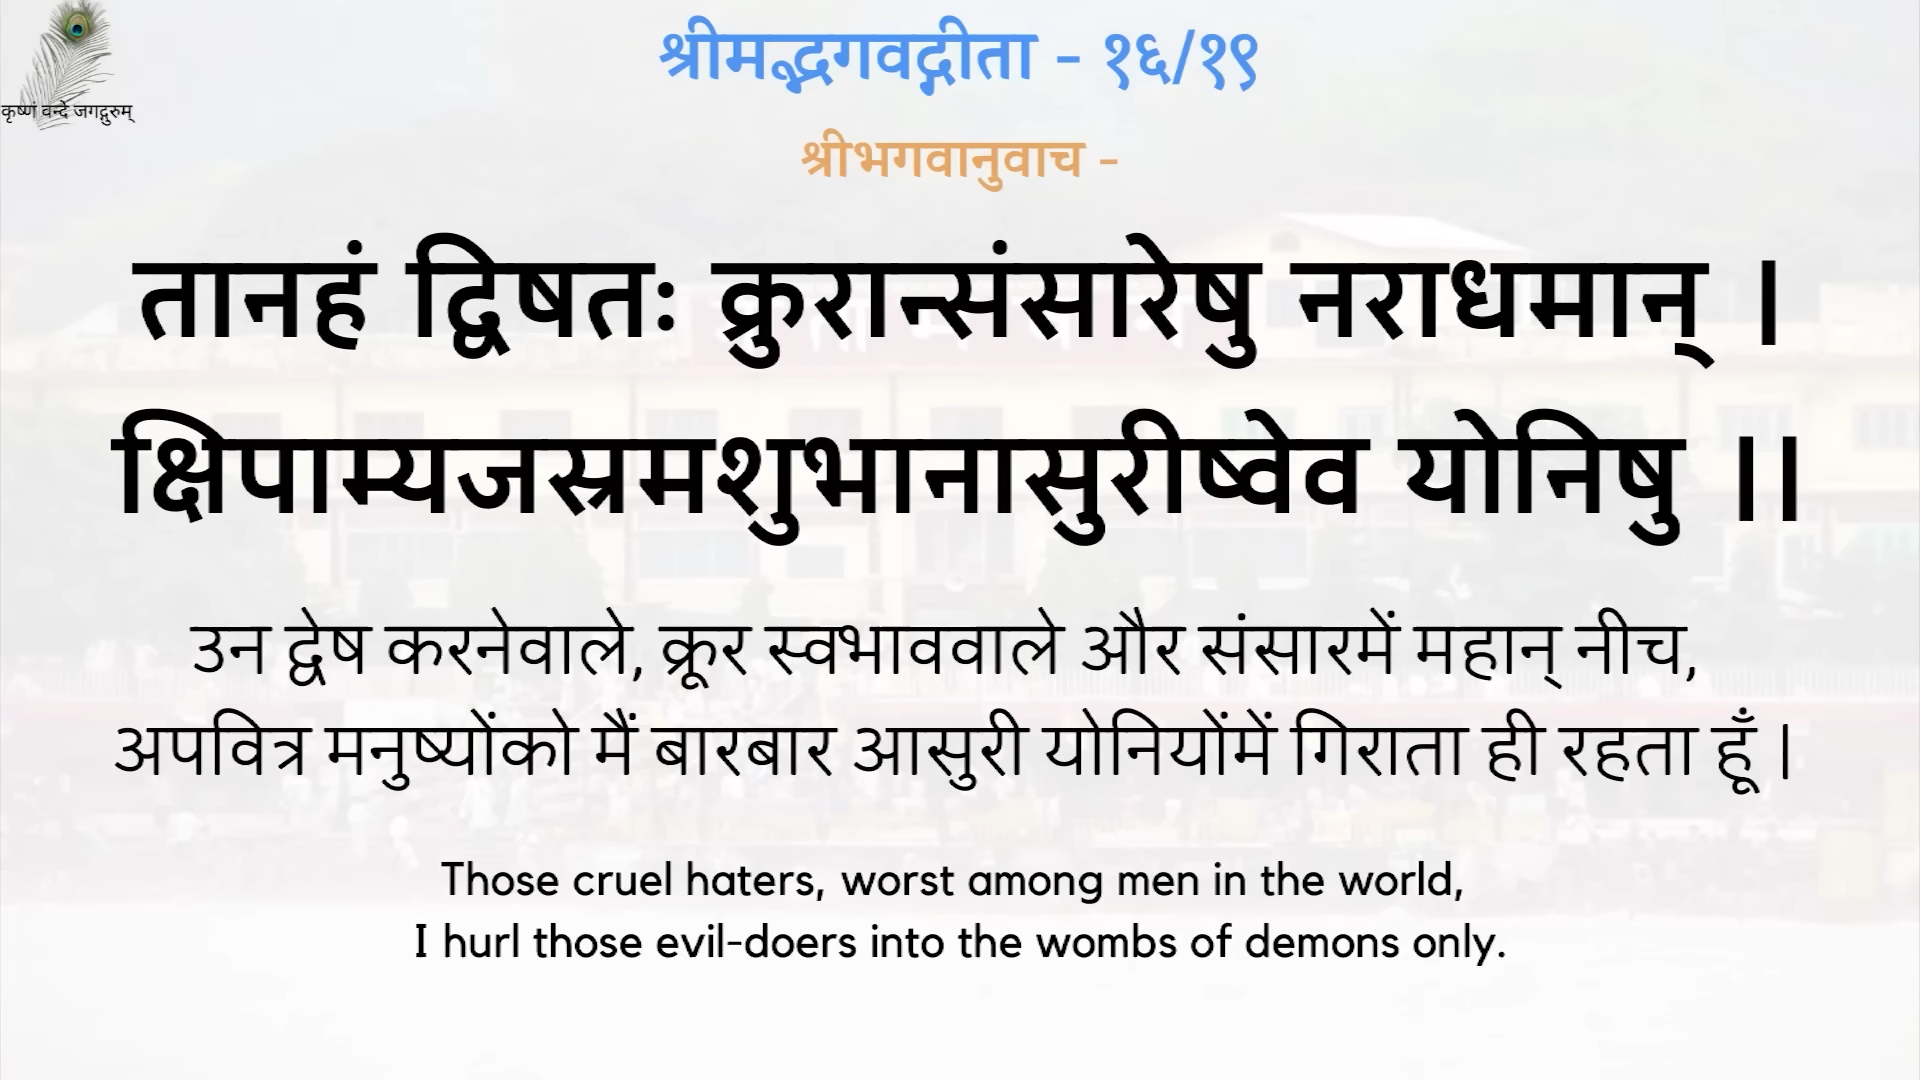 कृष्णं वन्दे जगद्गुरुम्
श्रीमद्भगवद्गीता - १६/१९
श्रीभगवानुवाच -
तानहं द्विषतः क्रुरान्संसारेषु नराधमान् ।
क्षिपाम्यजस्रमशुभानासुरीष्वेव योनिषु ।।
उन द्वेष करनेवाले, क्रूर स्वभाववाले और संसारमें महान् नीच,
अपवित्र मनुष्योंको मैं बारबार आसुरी योनियोंमें गिराता ही रहता हूँ |
Those cruel haters, worst among men in the world,
I hurl those evil-doers into the wombs of demons only.